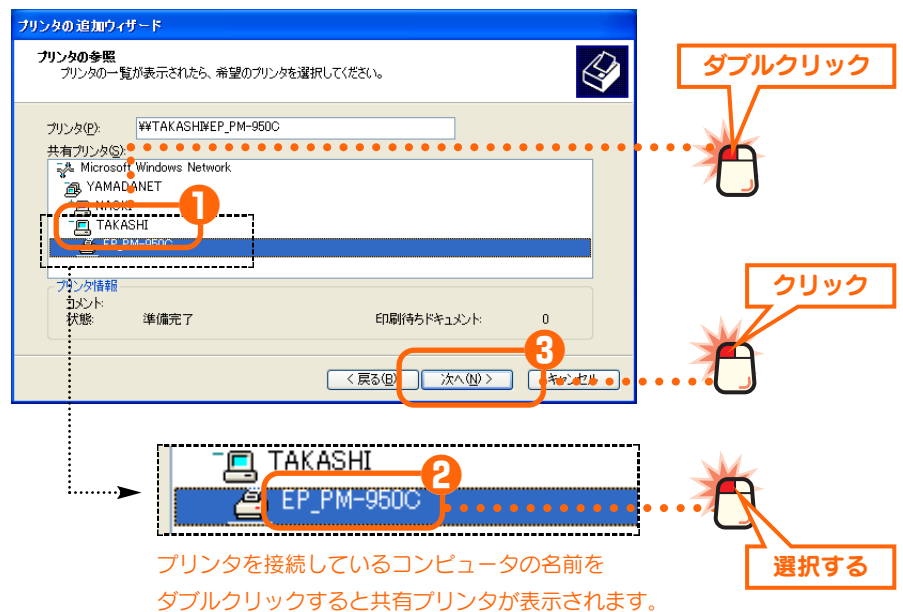 プリンタの追加ウィザード
プリンタの参照
プリンタの一覧が表示されたら、希望のプリンタを選択してください。
プリンタ(P):
¥¥TAKASHI¥EP_PM-950C
共有プリンタ(S):
Microsoft Windows Network
YAMADANET
NAOKI
TAKASHI
EP_PM-950C
プリンタ情報
コメント:
状態:
準備完了
印刷待ちドキュメント:
0
< 戻る(B)
次へ(N) >
キャンセル
1
3
ダブルクリック
クリック
TAKASHI
EP_PM-950C
2
選択する
プリンタを接続しているコンピュータの名前を
ダブルクリックすると共有プリンタが表示されます。